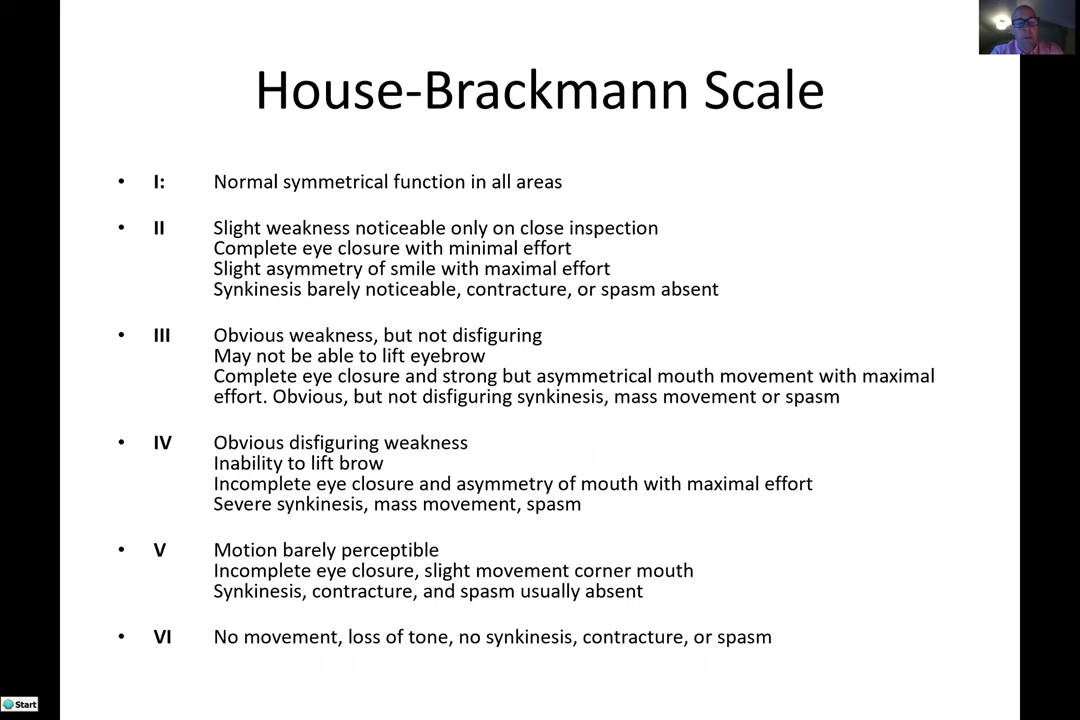 House-Brackmann Scale
• I: Normal symmetrical function in all areas
• II Slight weakness noticeable only on close inspection
Complete eye closure with minimal effort
Slight asymmetry of smile with maximal effort
Synkinesis barely noticeable, contracture, or spasm absent
• III Obvious weakness, but not disfiguring
May not be able to lift eyebrow
Complete eye closure and strong but asymmetrical mouth movement with maximal
effort. Obvious, but not disfiguring synkinesis, mass movement or spasm
• IV Obvious disfiguring weakness
Inability to lift brow
Incomplete eye closure and asymmetry of mouth with maximal effort
Severe synkinesis, mass movement, spasm
• V Motion barely perceptible
Incomplete eye closure, slight movement corner mouth
Synkinesis, contracture, and spasm usually absent
• VI No movement, loss of tone, no synkinesis, contracture, or spasm
Start